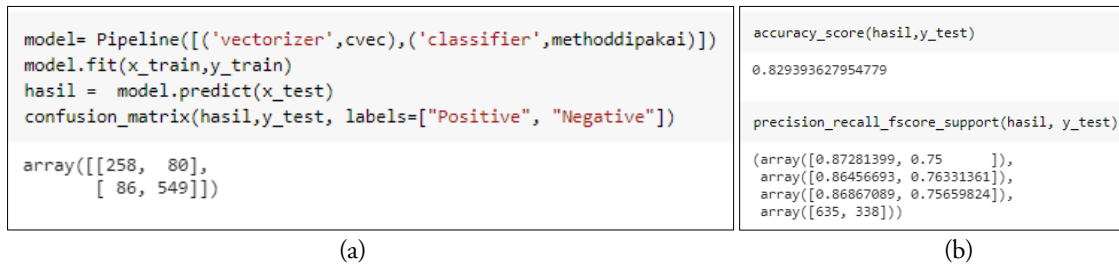 model= Pipeline([('vectorizer',cvec),('classifier',methoddipakai)])
model.fit(x_train,y_train)
hasil =  model.predict(x_test)
confusion_matrix(hasil,y_test, labels=["Positive", "Negative"])
array([[258,  80],
       [ 86, 549]])
(a)
accuracy_score(hasil,y_test)
0.829393627954779
precision_recall_fscore_support(hasil, y_test)
(array([0.87281399, 0.75      ]),
 array([0.86456693, 0.76331361]),
 array([0.86867089, 0.75659824]),
 array([635, 338]))
(b)